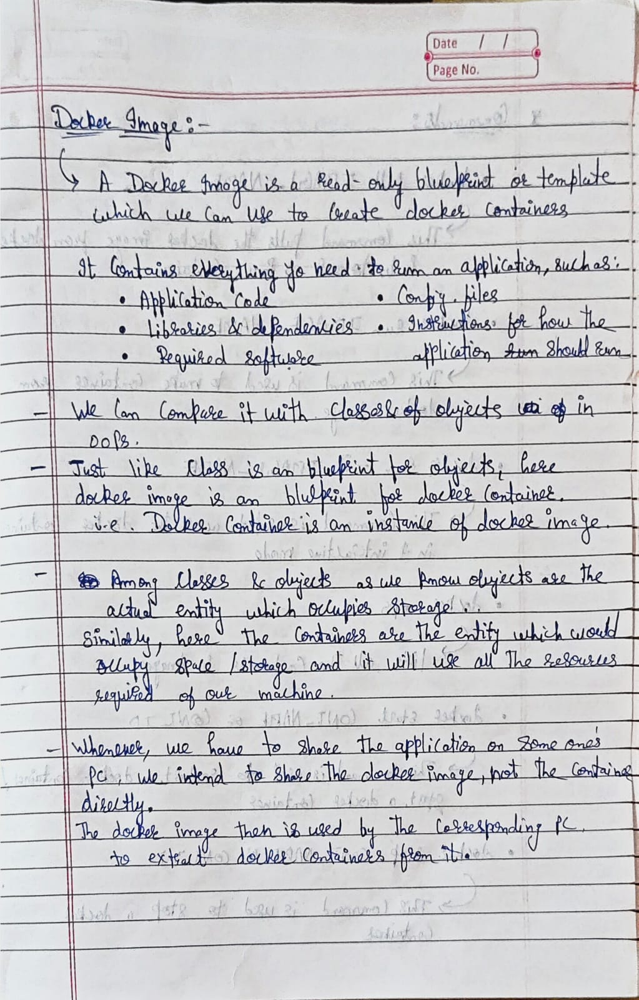 Date / /
Page No.
Docker Image :-
↳ A Docker Image is a read-only blueprint or template
which we can use to create docker containers
It contains everything yo need to run an application, such as:
• Application Code • Config. files
• Libraries & dependencies • Instructions for how the
• Required software application run should run
- We can compare it with classes & of objects in
OOPs.
- Just like class is an blueprint for objects, here
docker image is an blueprint for docker container.
i.e. Docker Container is an instance of docker image.
- Among classes & objects as we know objects are the
actual entity which occupies storage.
Similarly, here the containers are the entity which would
occupy space / storage and it will use all the resources
required of our machine.
- Whenever, we have to share the application on some one's
PC, we intend to share the docker image, not the container
directly.
The docker image then is used by the corresponding PC
to extract docker containers from it.